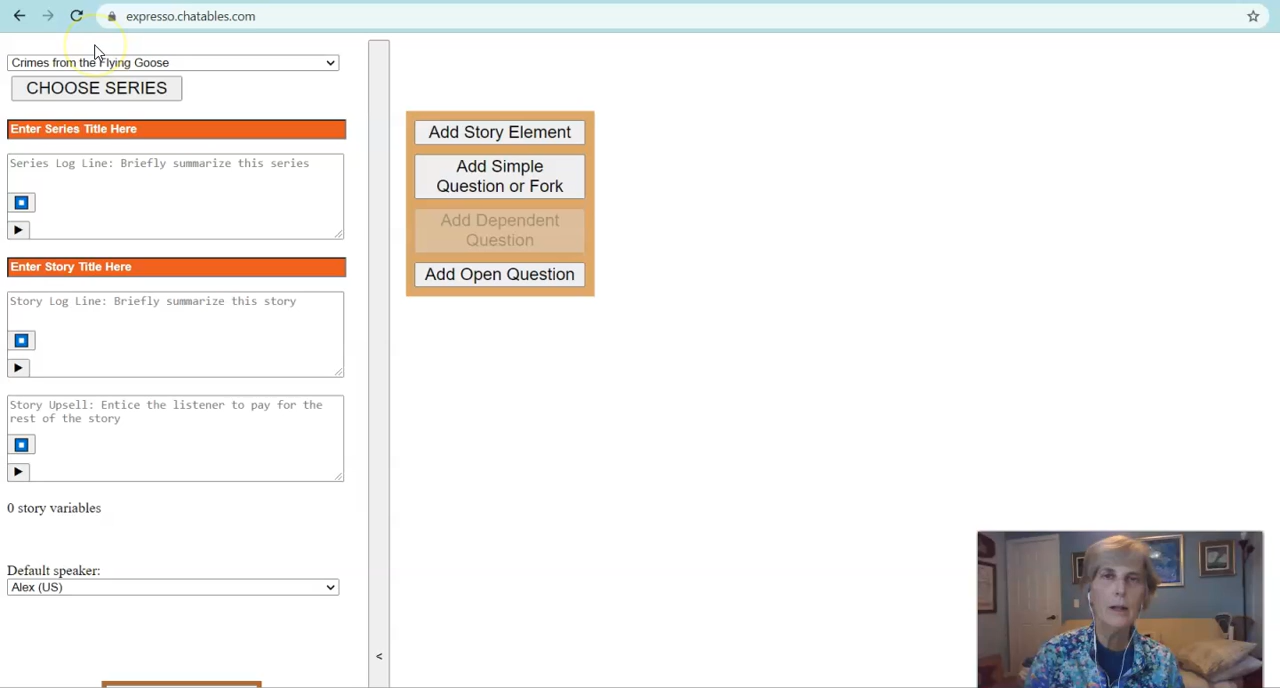 expresso.chatables.com
Crimes from the Flying Goose
CHOOSE SERIES
Enter Series Title Here
Series Log Line: Briefly summarize this series
Enter Story Title Here
Story Log Line: Briefly summarize this story
Story Upsell: Entice the listener to pay for the
rest of the story
0 story variables
Default speaker:
Alex (US)
<
Add Story Element
Add Simple
Question or Fork
Add Dependent
Question
Add Open Question